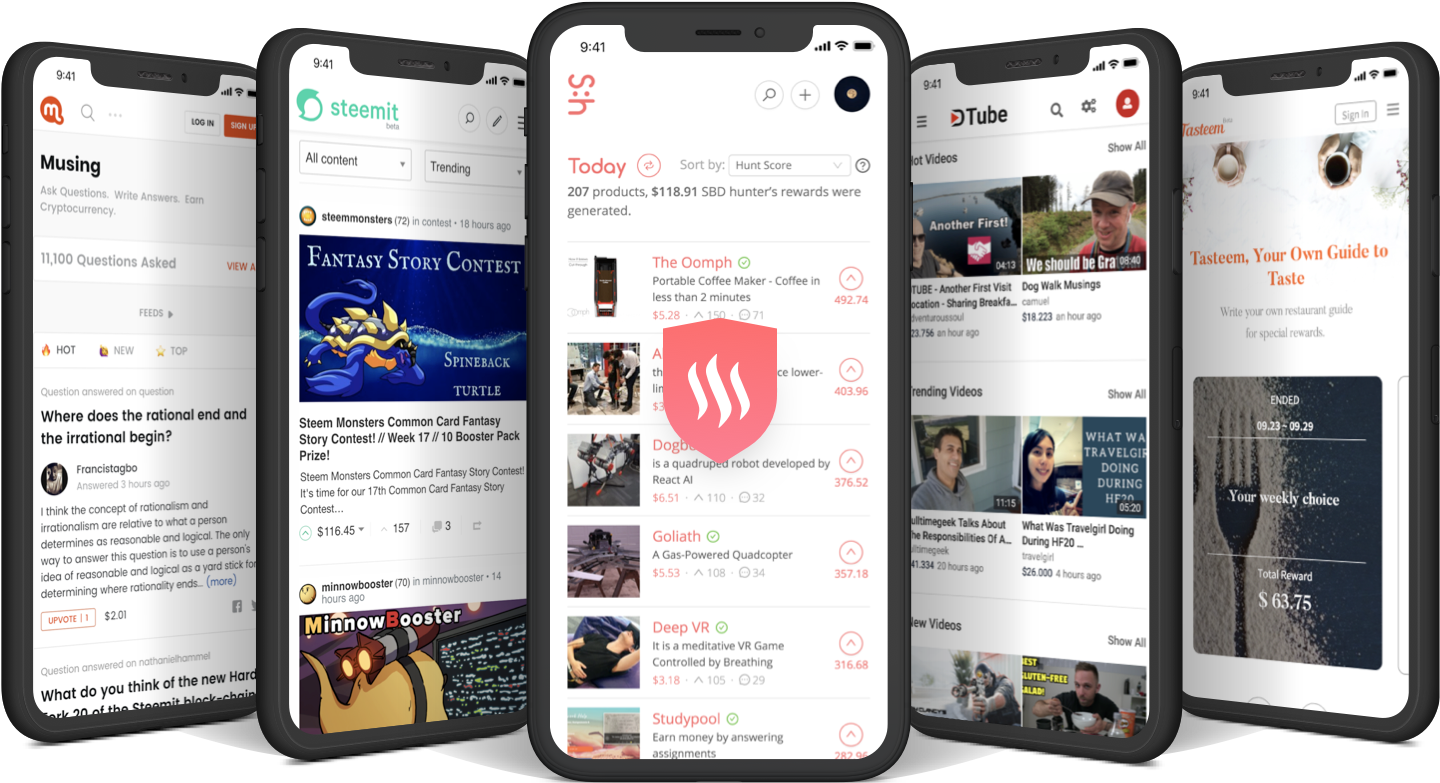 9:41
LOG IN
SIGN UP
Musing
Ask Questions. Write Answers. Earn
Cryptocurrency.
11,100 Questions Asked
VIEW A
FEEDS
HOT
NEW
TOP
Question answered on question
Where does the rational end and
the irrational begin?
Francistagbo
Answered 3 hours ago
I think the concept of rationalism and
irrationalism are relative to what a person
determines as reasonable and logical. The only
way to answer this question is to use a person's
idea of reasonable and logical as a yard stick for
determining where rationality ends... (more)
UPVOTE | 1
$2.01
Question answered on nathanielhammel
What do you think of the new Hard
Fork 20 of the Steemit block-chain
9:41
steemit
beta
All content
Trending
steemmonsters (72) in contest • 18 hours ago
Fantasy Story Contest
Spineback
Turtle
Steem Monsters Common Card Fantasy
Story Contest! // Week 17 // 10 Booster Pack
Prize!
Steem Monsters Common Card Fantasy Story Contest!
It's time for our 17th Common Card Fantasy Story
Contest...
$116.45
157
3
minnowbooster (70) in minnowbooster • 14
hours ago
MinnowBooster
9:41
S:h
Today
Sort by:
Hunt Score
207 products, $118.91 SBD hunter's rewards were
generated.
The Oomph
Portable Coffee Maker - Coffee in
less than 2 minutes
$5.28 · 150 · 71
492.74
A
th
ce lower-
lin
$3
403.96
Dogb
is a quadruped robot developed by
React AI
$6.51 · 110 · 32
376.52
Goliath
A Gas-Powered Quadcopter
$5.53 · 108 · 34
357.18
Deep VR
It is a meditative VR Game
Controlled by Breathing
$3.18 · 105 · 29
316.68
Studypool
Earn money by answering
assignments
282.96
9:41
DTube
Hot Videos
Show All
Another First!
04:13
We should be Gra
08:40
DTUBE - Another First Visit
ocation - Sharing Breakfa...
dventuroussoul
23.756 an hour ago
Dog Walk Musings
camuel
$18.223 an hour ago
Trending Videos
Show All
11:15
WHAT WA
TRAVELGIR
DOING
DURING
HF20
05:20
ulltimegeek Talks About
The Responsibilities Of A...
ulltimegeek
41.334 20 hours ago
What Was Travelgirl Doing
During HF20 ...
travelgirl
$26.000 4 hours ago
New Videos
Show All
BEST
GLUTEN-FREE
SALAD!
9:41
Tasteem
Beta
Sign In
Tasteem, Your Own Guide to
Taste
Write your own restaurant guide
for special rewards.
ENDED
09.23 ~ 09.29
Your weekly choice
Total Reward
$ 63.75